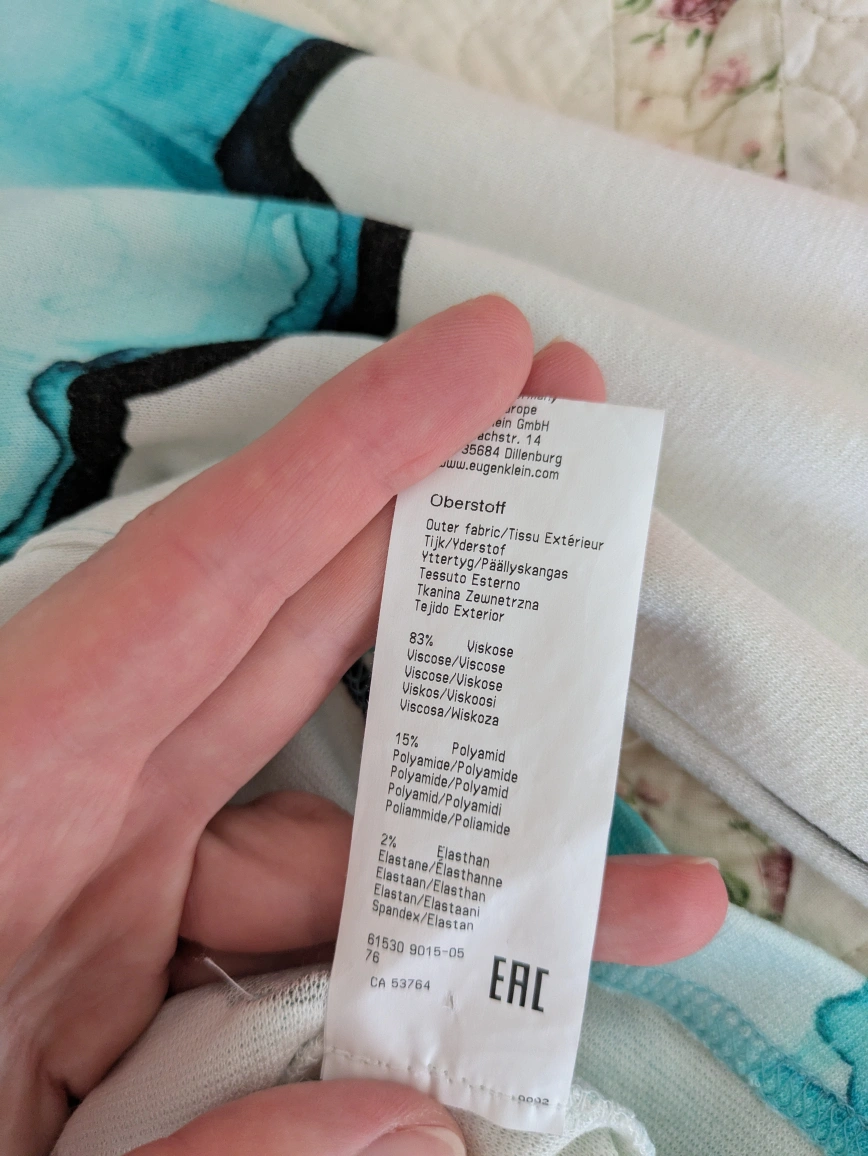 GmbH
14
35684 Dillenburg
www.eugenklein.com
Oberstoff
Outer fabric/Tissu Extérieur
Tijk/Yderstof
Yttertyg/Päällyskangas
Tessuto Esterno
Tkanina Zewnetrzna
Tejido Exterior
83% Viskose
Viscose/Viscose
Viscose/Viskose
Viskos/Viskoosi
Viscosa/Wiskoza
15% Polyamid
Polyamide/Polyamide
Polyamide/Polyamid
Polyamid/Polyamidi
Poliammide/Poliamide
2% Elasthan
Elastane/Élasthanne
Elastaan/Elasthan
Elastan/Elastaani
Spandex/Elastan
61530 9015-05
76
CA 53764
EAC